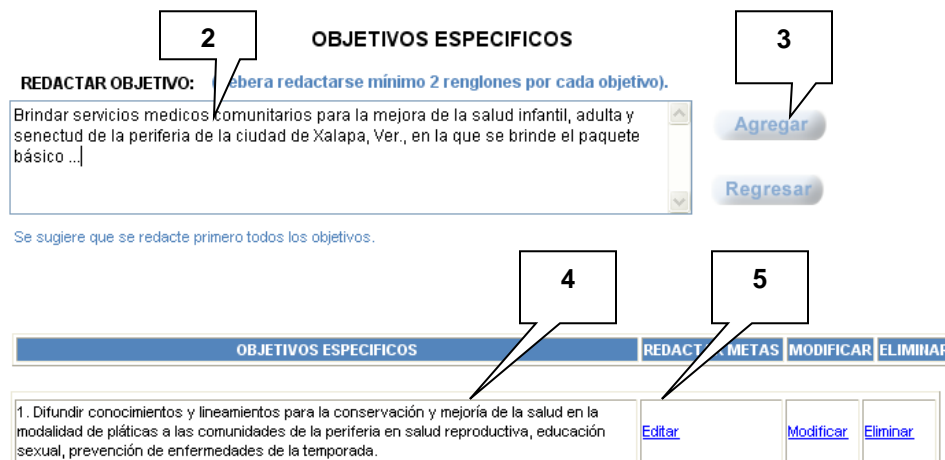 2
OBJETIVOS ESPECIFICOS
3
REDACTAR OBJETIVO: ebera redactarse mínimo 2 renglones por cada objetivo).
Brindar servicios medicos comunitarios para la mejora de la salud infantil, adulta y
senectud de la periferia de la ciudad de Xalapa, Ver., en la que se brinde el paquete
básico ...
Agregar
Regresar
Se sugiere que se redacte primero todos los objetivos.
4
5
OBJETIVOS ESPECIFICOS REDACTAR METAS MODIFICAR ELIMINAR
1. Difundir conocimientos y lineamientos para la conservación y mejoría de la salud en la
modalidad de pláticas a las comunidades de la periferia en salud reproductiva, educación
sexual, prevención de enfermedades de la temporada.
Editar Modificar Eliminar